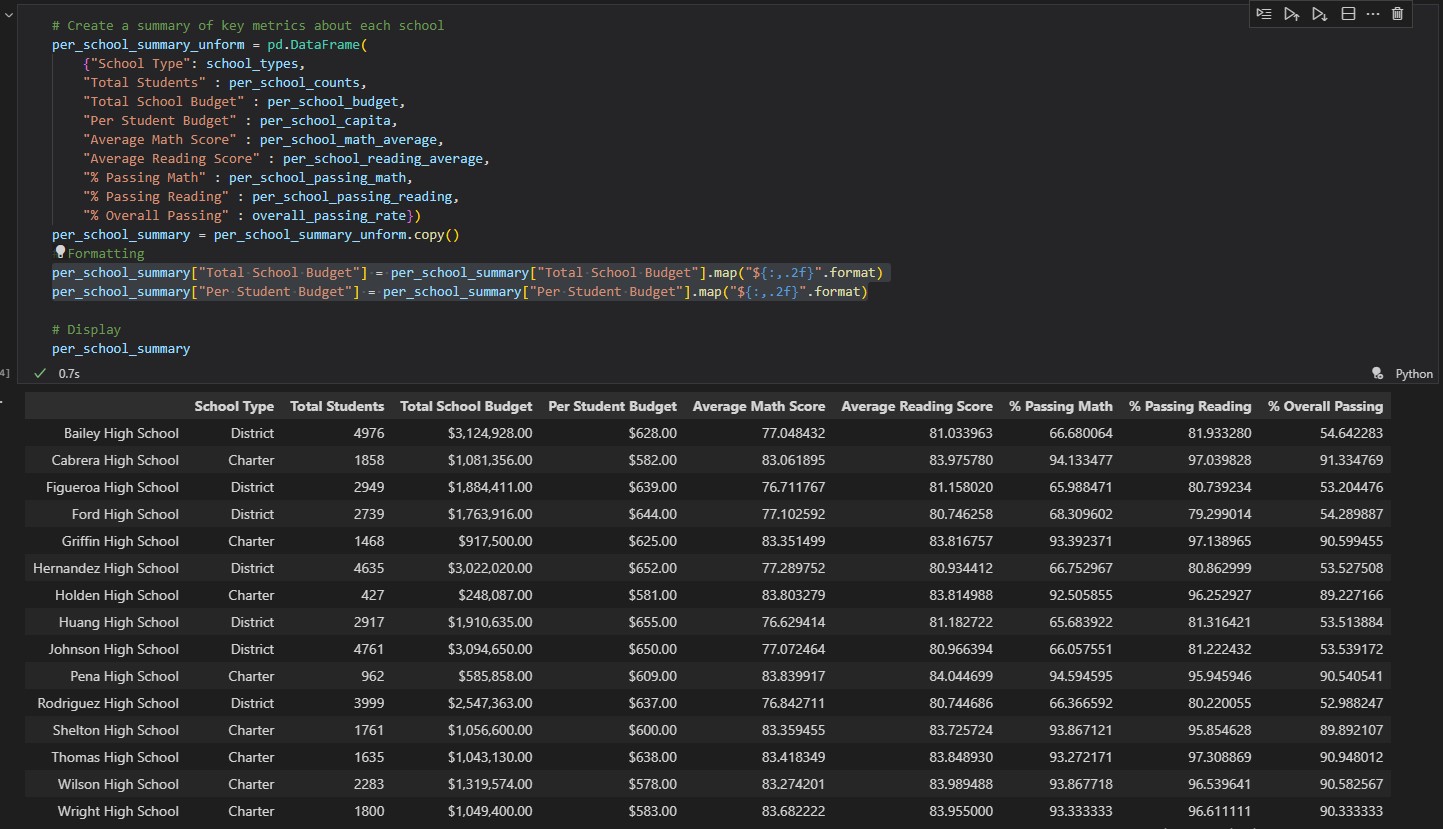 # Create a summary of key metrics about each school
per_school_summary_unform = pd.DataFrame(
{"School Type": school_types,
"Total Students" : per_school_counts,
"Total School Budget" : per_school_budget,
"Per Student Budget" : per_school_capita,
"Average Math Score" : per_school_math_average,
"Average Reading Score" : per_school_reading_average,
"% Passing Math" : per_school_passing_math,
"% Passing Reading" : per_school_passing_reading,
"% Overall Passing" : overall_passing_rate})
per_school_summary = per_school_summary_unform.copy()
Formatting
per_school_summary["Total School Budget"] = per_school_summary["Total School Budget"].map("${:,.2f}".format)
per_school_summary["Per Student Budget"] = per_school_summary["Per Student Budget"].map("${:,.2f}".format)
# Display
per_school_summary
4] 0.7s Python
School Type Total Students Total School Budget Per Student Budget Average Math Score Average Reading Score % Passing Math % Passing Reading % Overall Passing
Bailey High School District 4976 $3,124,928.00 $628.00 77.048432 81.033963 66.680064 81.933280 54.642283
Cabrera High School Charter 1858 $1,081,356.00 $582.00 83.061895 83.975780 94.133477 97.039828 91.334769
Figueroa High School District 2949 $1,884,411.00 $639.00 76.711767 81.158020 65.988471 80.739234 53.204476
Ford High School District 2739 $1,763,916.00 $644.00 77.102592 80.746258 68.309602 79.299014 54.289887
Griffin High School Charter 1468 $917,500.00 $625.00 83.351499 83.816757 93.392371 97.138965 90.599455
Hernandez High School District 4635 $3,022,020.00 $652.00 77.289752 80.934412 66.752967 80.862999 53.527508
Holden High School Charter 427 $248,087.00 $581.00 83.803279 83.814988 92.505855 96.252927 89.227166
Huang High School District 2917 $1,910,635.00 $655.00 76.629414 81.182722 65.683922 81.316421 53.513884
Johnson High School District 4761 $3,094,650.00 $650.00 77.072464 80.966394 66.057551 81.222432 53.539172
Pena High School Charter 962 $585,858.00 $609.00 83.839917 84.044699 94.594595 95.945946 90.540541
Rodriguez High School District 3999 $2,547,363.00 $637.00 76.842711 80.744686 66.366592 80.220055 52.988247
Shelton High School Charter 1761 $1,056,600.00 $600.00 83.359455 83.725724 93.867121 95.854628 89.892107
Thomas High School Charter 1635 $1,043,130.00 $638.00 83.418349 83.848930 93.272171 97.308869 90.948012
Wilson High School Charter 2283 $1,319,574.00 $578.00 83.274201 83.989488 93.867718 96.539641 90.582567
Wright High School Charter 1800 $1,049,400.00 $583.00 83.682222 83.955000 93.333333 96.611111 90.333333